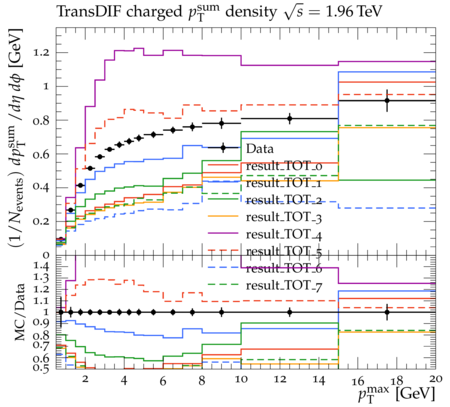 TransDIF charged p_T^sum density √s = 1.96 TeV
(1/N_events) dp_T^sum/dη dϕ [GeV]
1.2
1
0.8
0.6
0.4
0.2
0
Data
result_TOT_0
result_TOT_1
result_TOT_2
result_TOT_3
result_TOT_4
result_TOT_5
result_TOT_6
result_TOT_7
MC/Data
1.4
1.3
1.2
1.1
1
0.9
0.8
0.7
0.6
0.5
2 4 6 8 10 12 14 16 18 20
p_T^max [GeV]